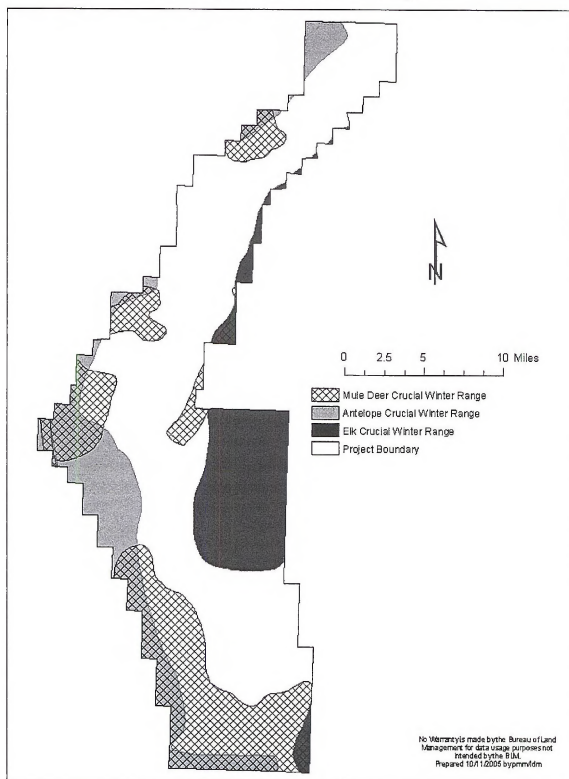 N
0 2.5 5 10 Miles
Mule Deer Crucial Winter Range
Antelope Crucial Winter Range
Elk Crucial Winter Range
Project Boundary
No Warranty is made by the Bureau of Land
Management for data usage purposes not
intended by the BLM.
Prepared 10/11/2005 by